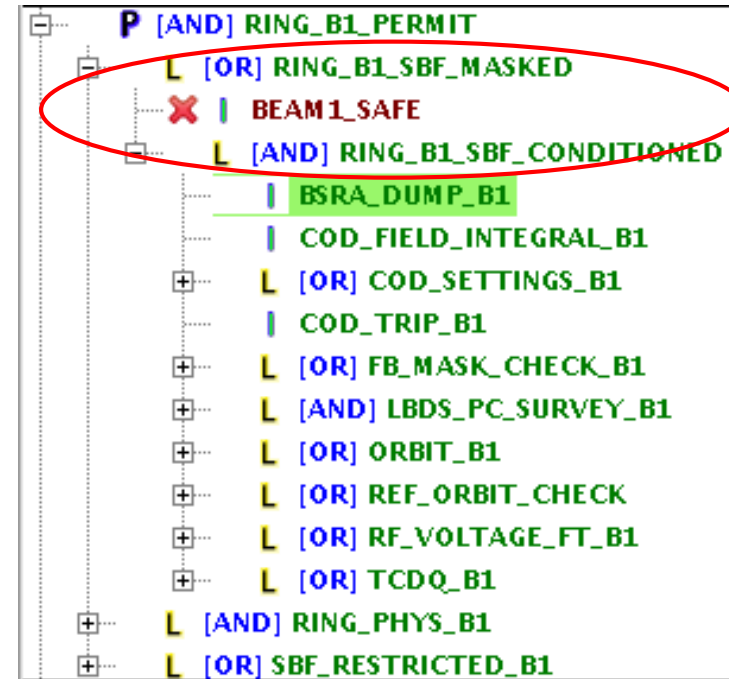 P [AND] RING_B1_PERMIT
L [OR] RING_B1_SBF_MASKED
BEAM1_SAFE
L [AND] RING_B1_SBF_CONDITIONED
BSRA_DUMP_B1
COD_FIELD_INTEGRAL_B1
L [OR] COD_SETTINGS_B1
COD_TRIP_B1
L [OR] FB_MASK_CHECK_B1
L [AND] LBDS_PC_SURVEY_B1
L [OR] ORBIT_B1
L [OR] REF_ORBIT_CHECK
L [OR] RF_VOLTAGE_FT_B1
L [OR] TCDQ_B1
L [AND] RING_PHYS_B1
L [OR] SBF_RESTRICTED_B1